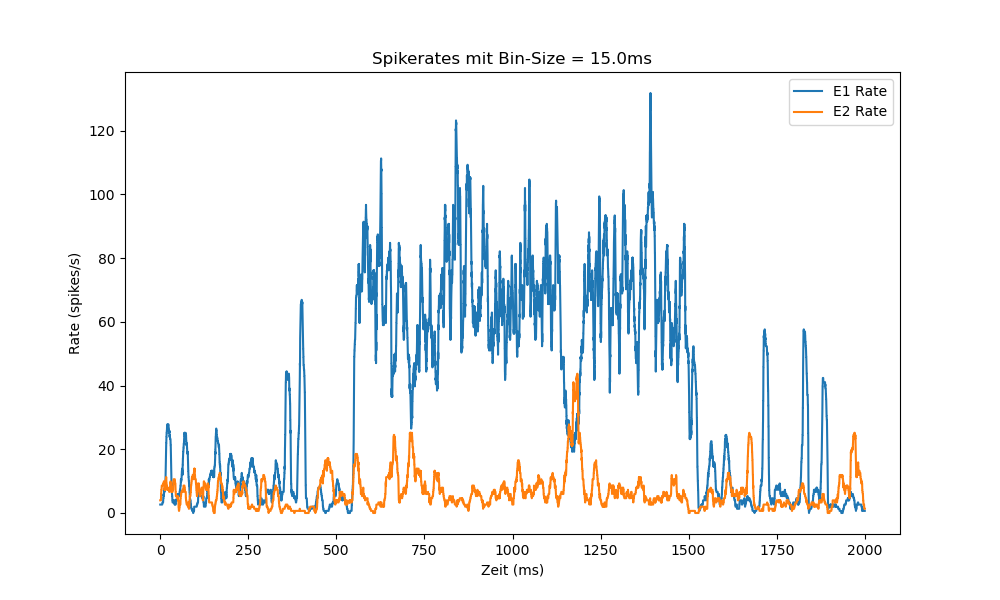 Spikerates mit Bin-Size = 15.0ms
E1 Rate
E2 Rate
Rate (spikes/s)
120
100
80
60
40
20
0
0 250 500 750 1000 1250 1500 1750 2000
Zeit (ms)